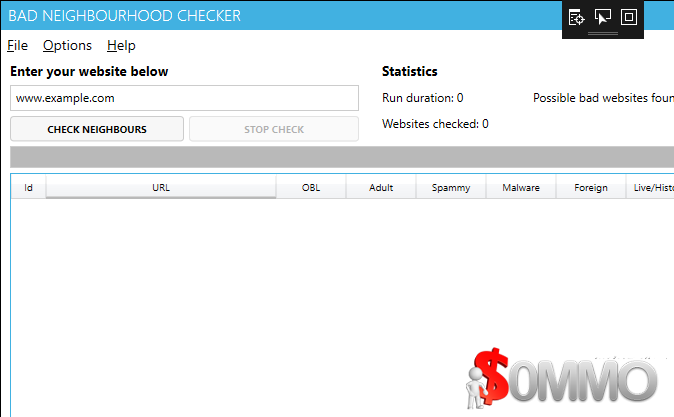 BAD NEIGHBOURHOOD CHECKER
File Options Help
Enter your website below
Statistics
www.example.com
Run duration: 0
Possible bad websites foun
CHECK NEIGHBOURS
STOP CHECK
Websites checked: 0
Id
URL
OBL
Adult
Spammy
Malware
Foreign
Live/Histo
$OMMO